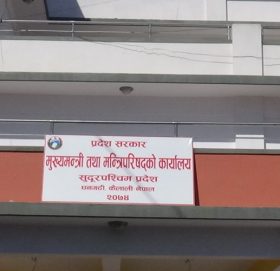 प्रदेश सरकार
मुख्यमन्त्री तथा मन्त्रिपरिषद्को कार्यालय
सुदूरपश्चिम प्रदेश
धनगढी, कैलाली नेपाल
२०७४